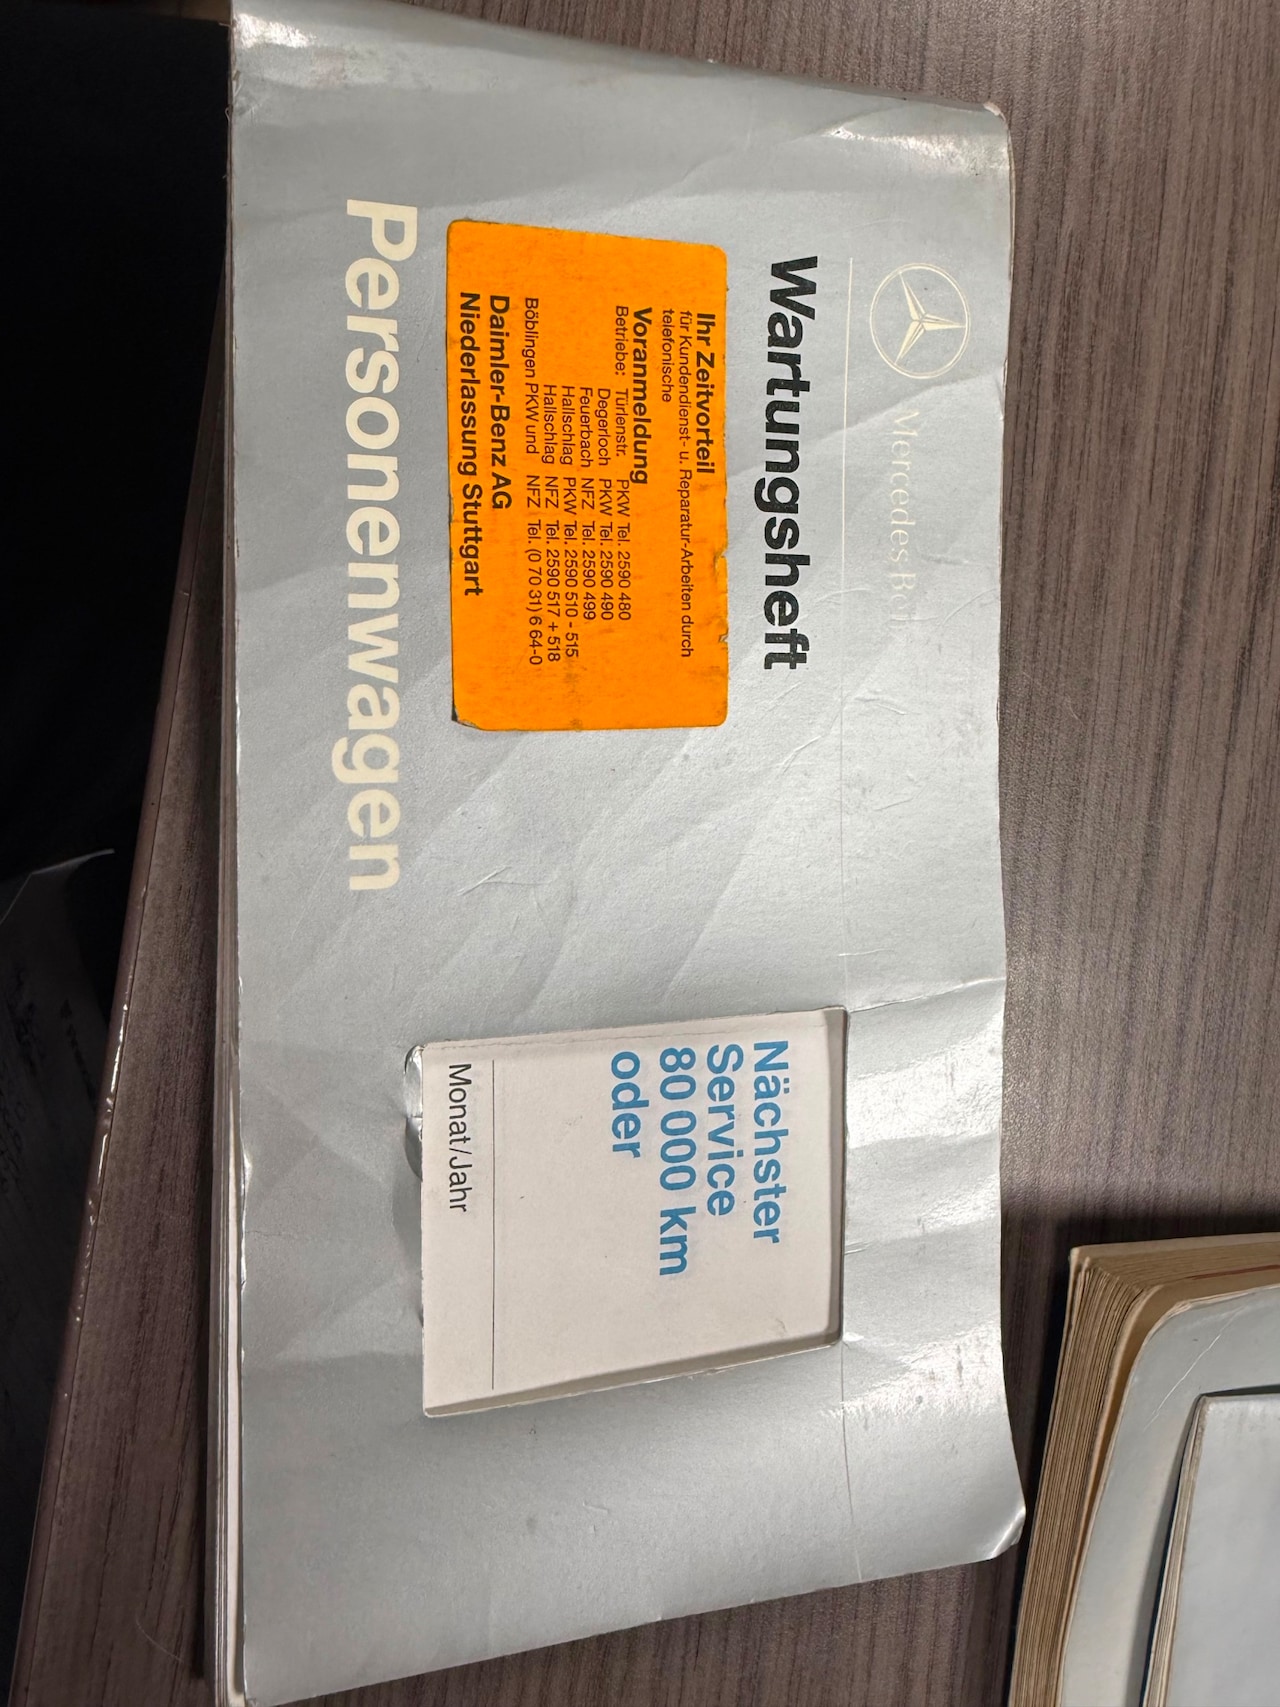 Mercedes-Be
Wartungsheft
Ihr Zeitvorteil
für Kundendienst- u. Reparatur-Arbeiten durch
telefonische
Voranmeldung
Betriebe: Türlenstr. PKW Tel. 2590 480
Degerloch PKW Tel. 2590 490
Feuerbach NFZ Tel. 2590 499
Hallschlag PKW Tel. 2590 510 - 515
Hallschlag NFZ Tel. 2590 517 + 518
Böblingen PKW und NFZ Tel. (0 70 31) 6 64-0
Daimler-Benz AG
Niederlassung Stuttgart
Personenwagen
Nächster
Service
80 000 km
oder
Monat/Jahr